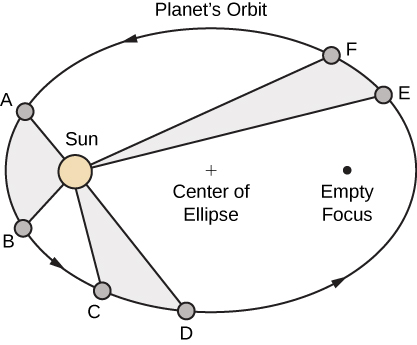 Planet's Orbit
F
E
A
Sun
Center of
Ellipse
Empty
Focus
B
C
D